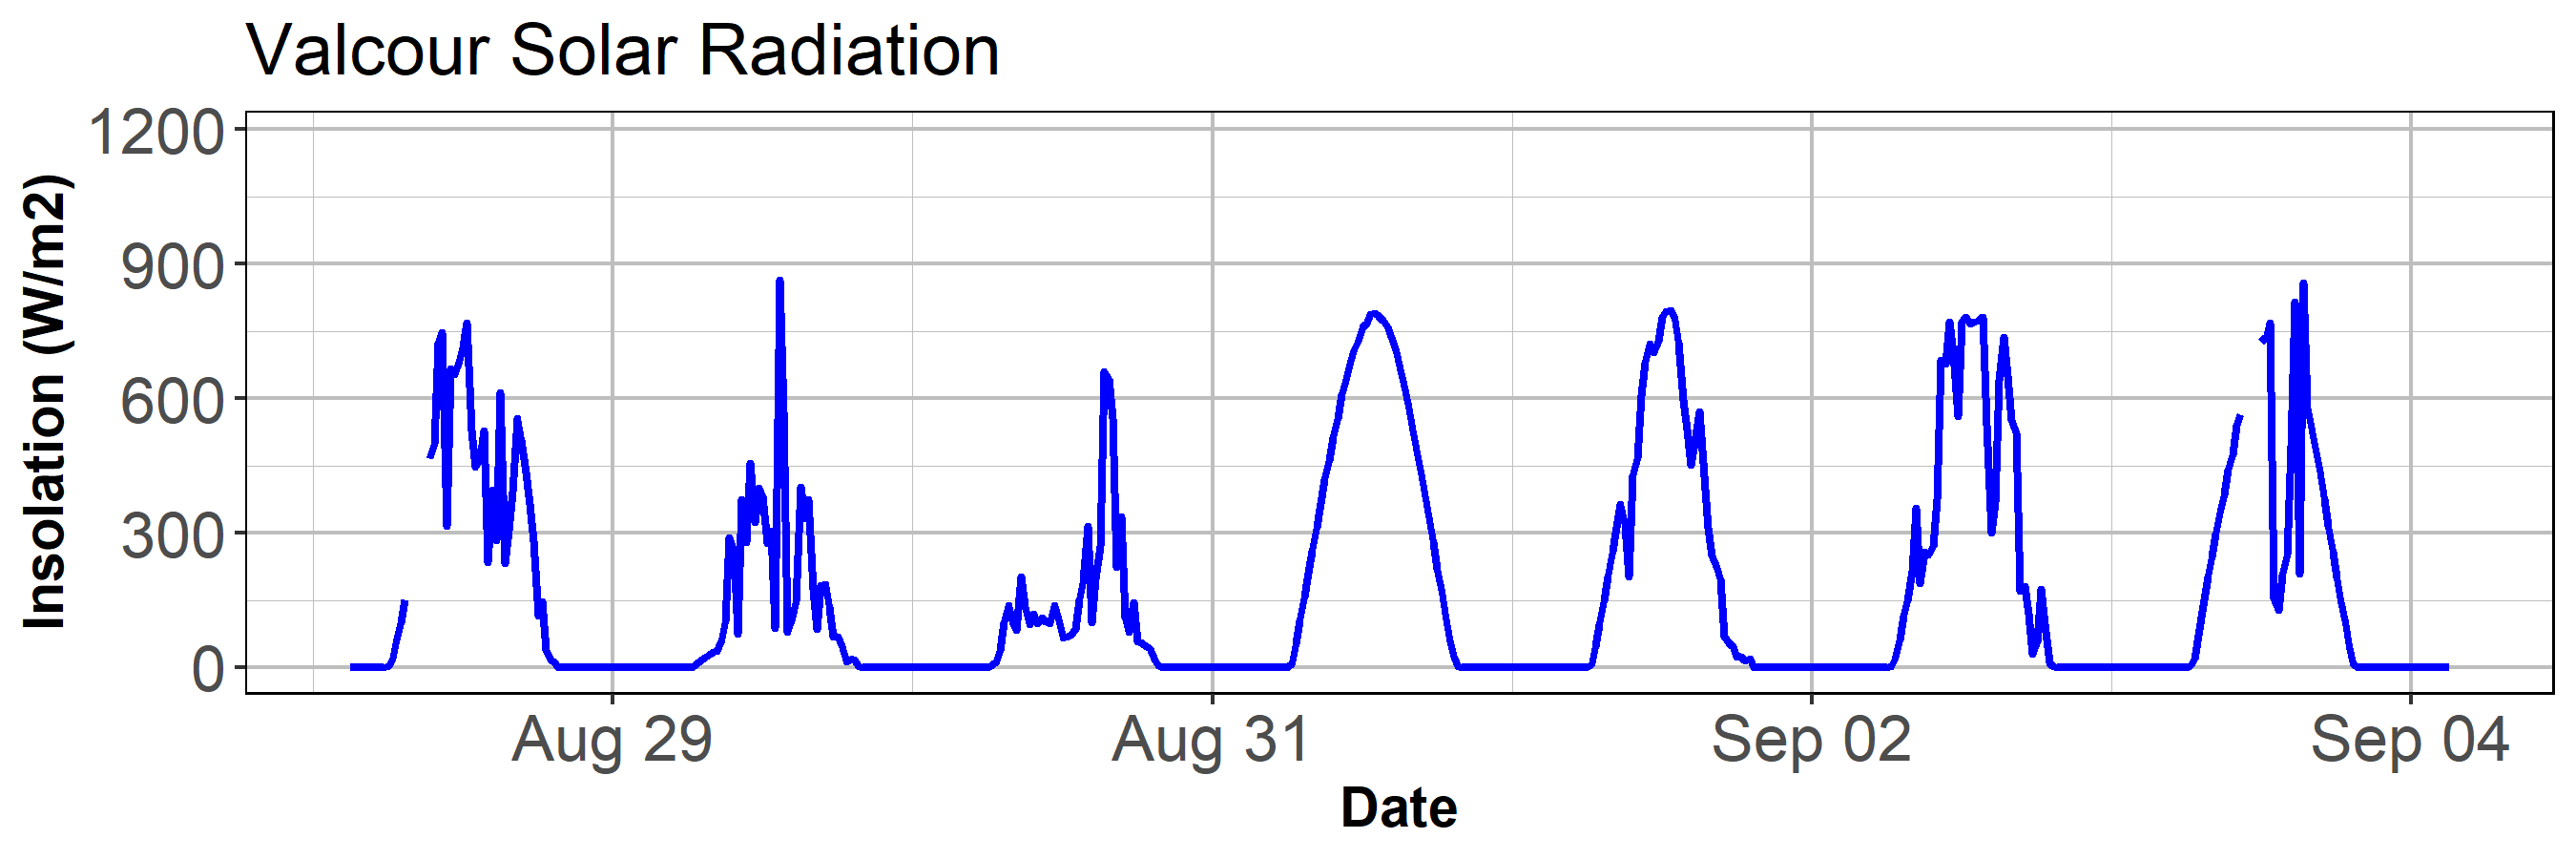 Valcour Solar Radiation
1200
900
600
300
0
Insolation (W/m2)
Aug 29 Aug 31 Sep 02 Sep 04
Date